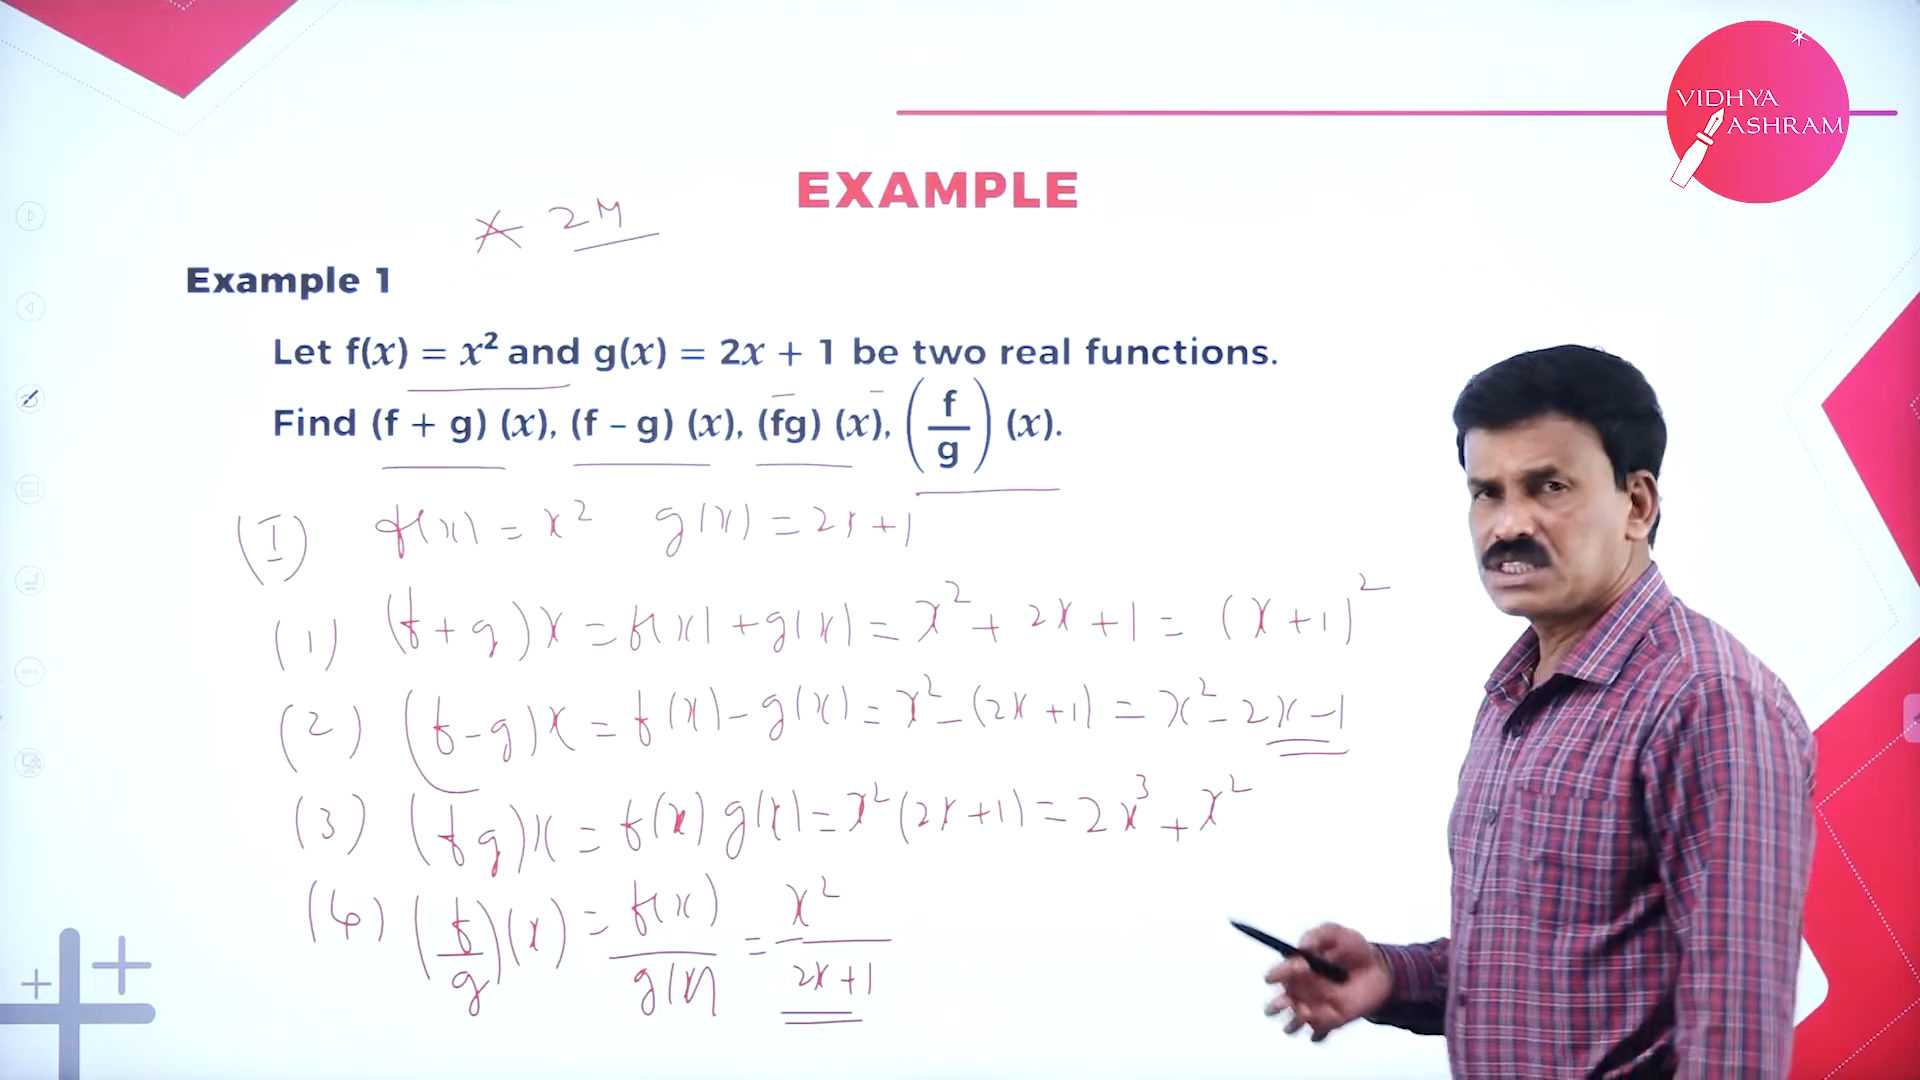 VIDHYA
ASHRAM
EXAMPLE
* 2M
Example 1
Let f(x) = x² and g(x) = 2x + 1 be two real functions.
Find (f + g) (x), (f – g) (x), (fg) (x), (f/g) (x).
(I) f(x) = x² g(x) = 2x + 1
(1) (f + g)x = f(x) + g(x) = x² + 2x + 1 = (x + 1)²
(2) (f - g)x = f(x) - g(x) = x² - (2x + 1) = x² - 2x - 1
(3) (fg)x = f(x) g(x) = x² (2x + 1) = 2x³ + x²
(4) (f/g)(x) = f(x)/g(x) = x²/2x + 1